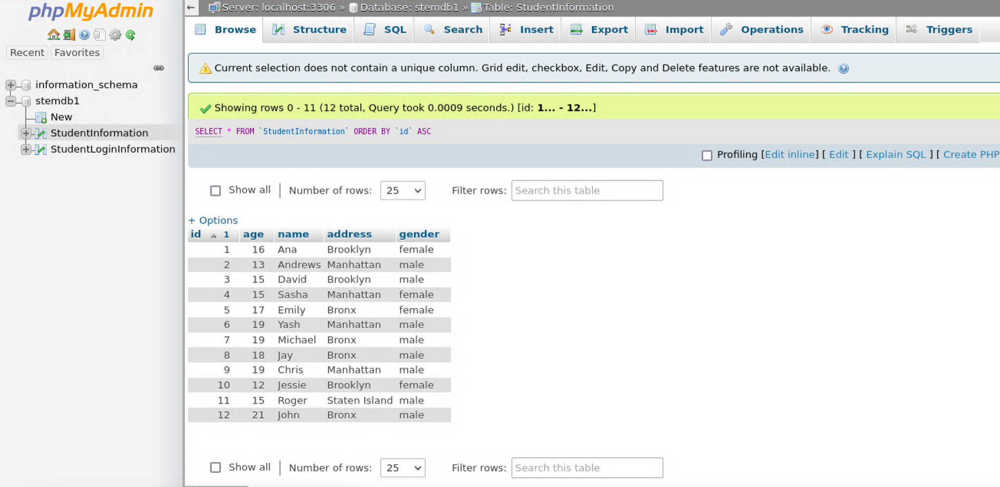 phpMyAdmin
Recent Favorites
information_schema
stemdb1
New
StudentInformation
StudentLoginInformation
← Server: localhost:3306 » Database: stemdb1 » Table: StudentInformation
Browse Structure SQL Search Insert Export Import Operations Tracking Triggers
Current selection does not contain a unique column. Grid edit, checkbox, Edit, Copy and Delete features are not available.
Showing rows 0 - 11 (12 total, Query took 0.0009 seconds.) [id: 1... - 12...]
SELECT * FROM `StudentInformation` ORDER BY `id` ASC
Profiling [Edit inline] [ Edit ] [ Explain SQL ] [ Create PHP
Show all | Number of rows: 25 Filter rows: Search this table
+ Options
id 1 age name address gender
1 16 Ana Brooklyn female
2 13 Andrews Manhattan male
3 15 David Brooklyn male
4 15 Sasha Manhattan female
5 17 Emily Bronx female
6 19 Yash Manhattan male
7 19 Michael Bronx male
8 18 Jay Bronx male
9 19 Chris Manhattan male
10 12 Jessie Brooklyn female
11 15 Roger Staten Island male
12 21 John Bronx male
Show all | Number of rows: 25 Filter rows: Search this table